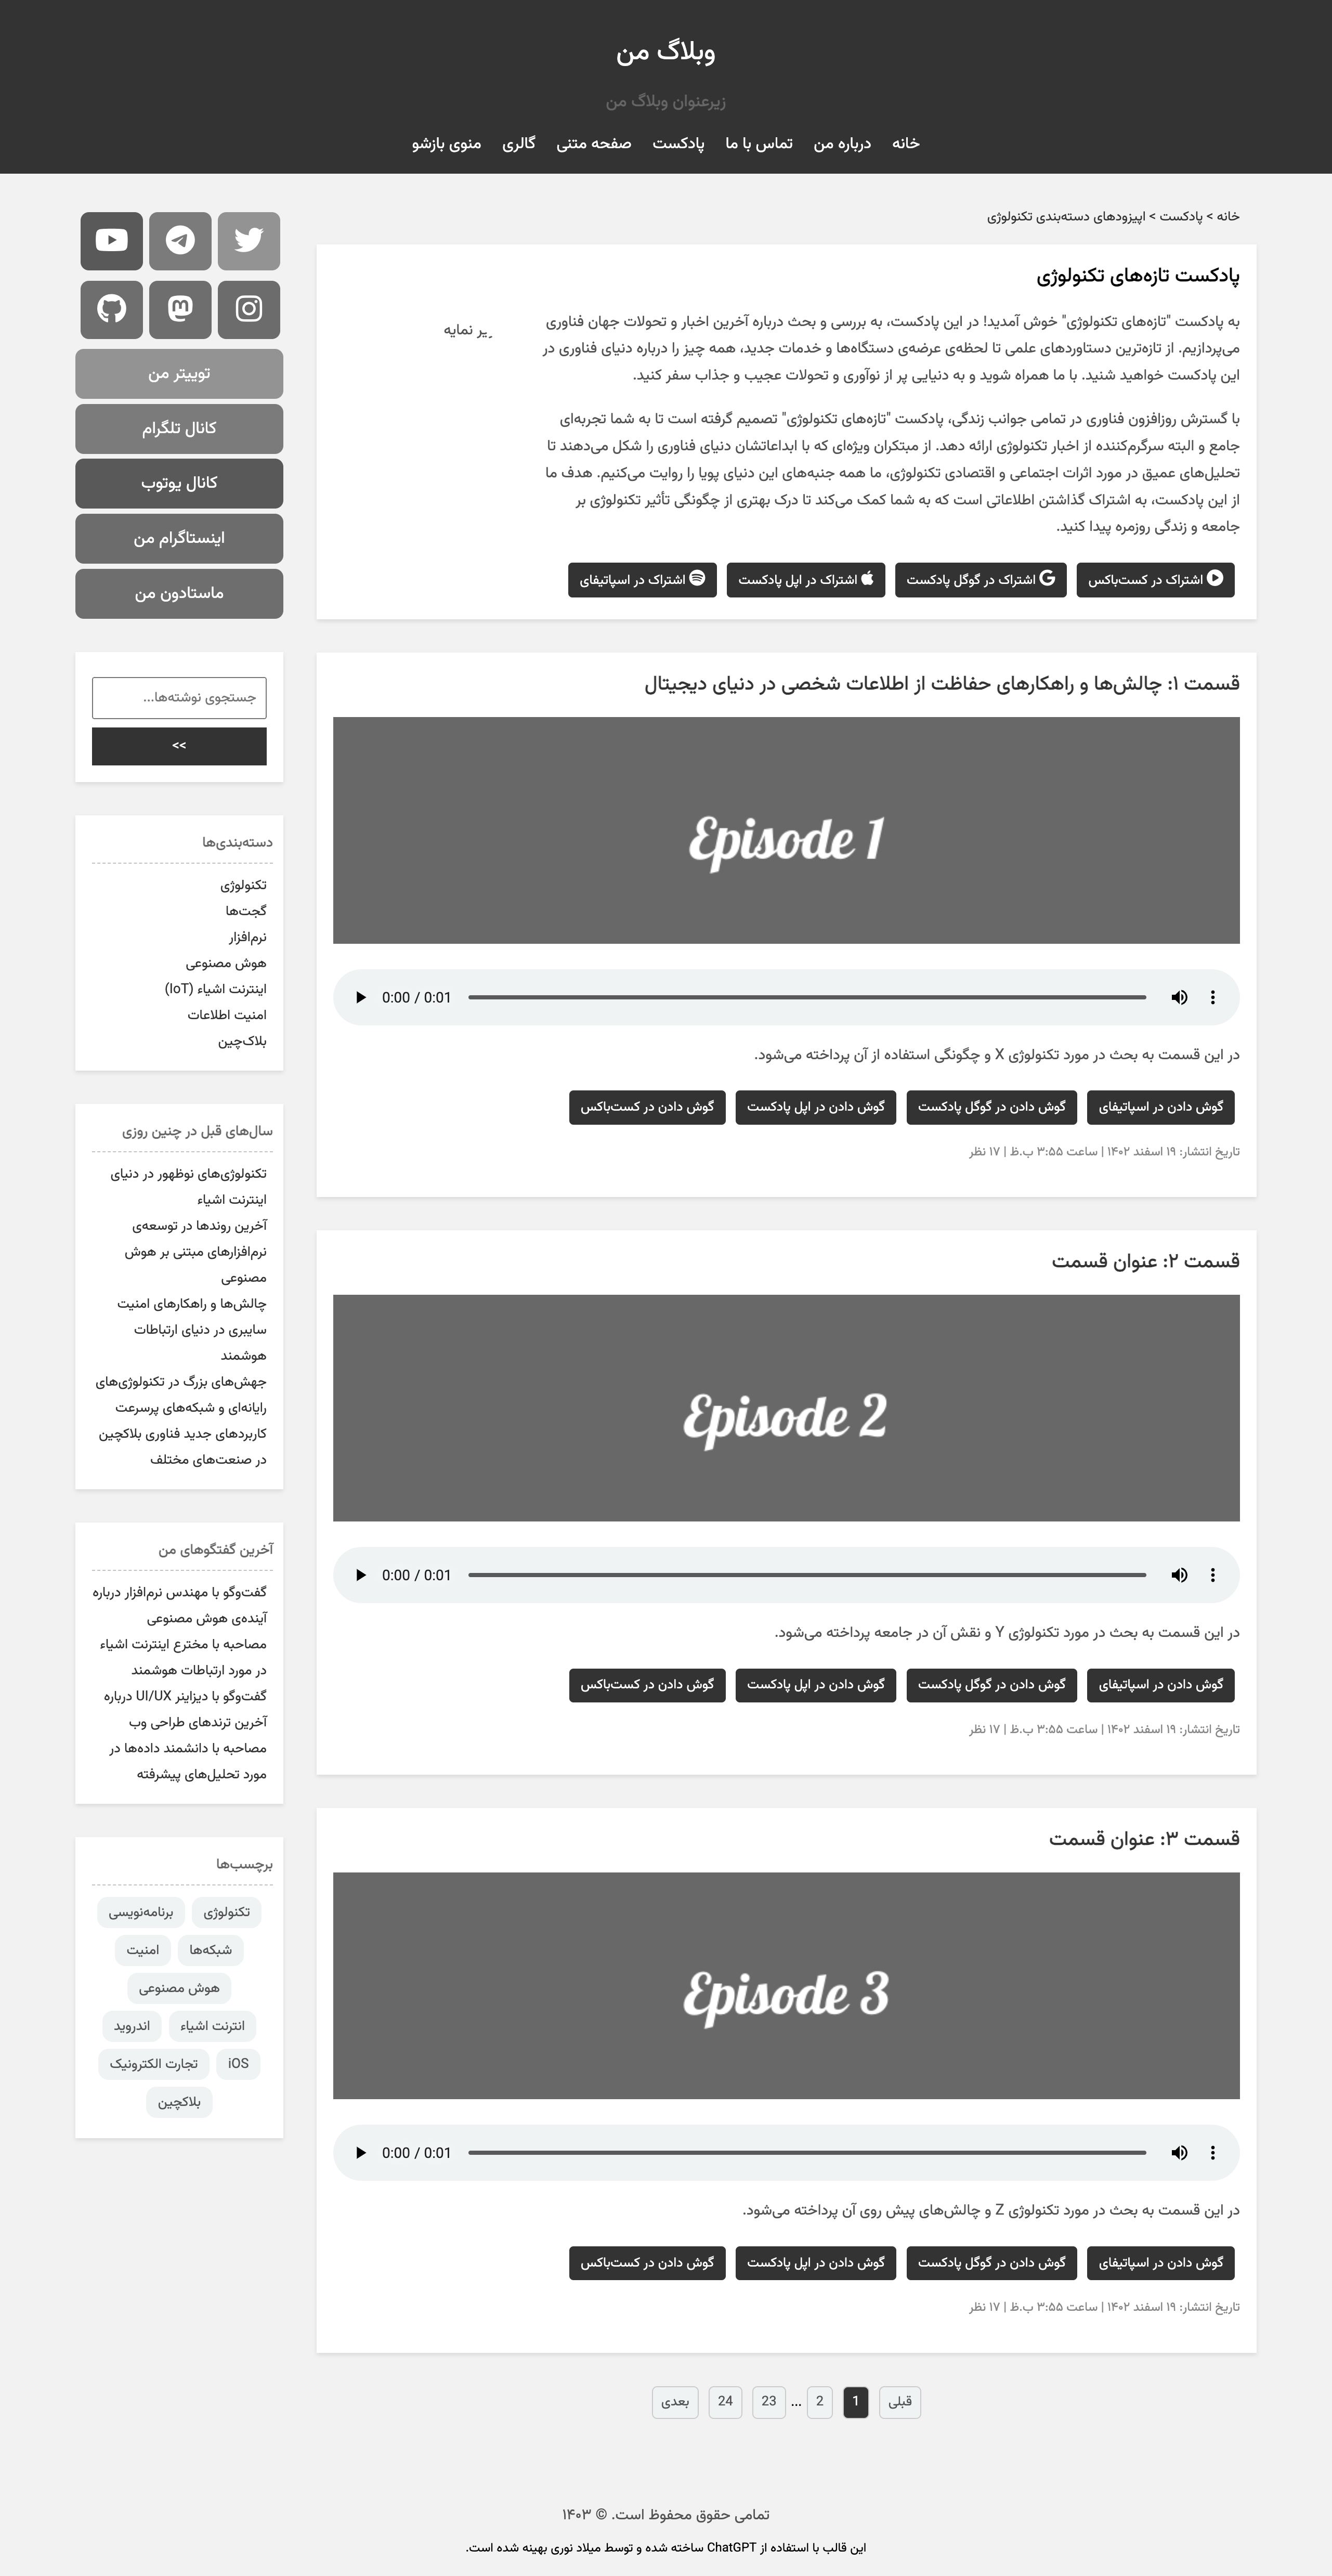 وبلاگ من
زیرعنوان وبلاگ من
خانه درباره من تماس با ما پادکست صفحه متنی گالری منوی بازشو
خانه > پادکست > اپیزودهای دسته‌بندی تکنولوژی
پادکست تازه‌های تکنولوژی
به پادکست "تازه‌های تکنولوژی" خوش آمدید! در این پادکست، به بررسی و بحث درباره آخرین اخبار و تحولات جهان فناوری
می‌پردازیم. از تازه‌ترین دستاوردهای علمی تا لحظه‌ی عرضه‌ی دستگاه‌ها و خدمات جدید، همه چیز را درباره دنیای فناوری در
این پادکست خواهید شنید. با ما همراه شوید و به دنیایی پر از نوآوری و تحولات عجیب و جذاب سفر کنید.
نمایه
با گسترش روزافزون فناوری در تمامی جوانب زندگی، پادکست "تازه‌های تکنولوژی" تصمیم گرفته است تا به شما تجربه‌ای
جامع و البته سرگرم‌کننده از اخبار تکنولوژی ارائه دهد. از مبتکران ویژه‌ای که با ابداعاتشان دنیای فناوری را شکل می‌دهند تا
تحلیل‌های عمیق در مورد اثرات اجتماعی و اقتصادی تکنولوژی، ما همه جنبه‌های این دنیای پویا را روایت می‌کنیم. هدف ما
از این پادکست، به اشتراک گذاشتن اطلاعاتی است که به شما کمک می‌کند تا درک بهتری از چگونگی تأثیر تکنولوژی بر
جامعه و زندگی روزمره پیدا کنید.
اشتراک در کست‌باکس اشتراک در گوگل پادکست اشتراک در اپل پادکست اشتراک در اسپاتیفای
قسمت ۱: چالش‌ها و راهکارهای حفاظت از اطلاعات شخصی در دنیای دیجیتال
Episode 1
0:00 / 0:01
در این قسمت به بحث در مورد تکنولوژی X و چگونگی استفاده از آن پرداخته می‌شود.
گوش دادن در اسپاتیفای گوش دادن در گوگل پادکست گوش دادن در اپل پادکست گوش دادن در کست‌باکس
تاریخ انتشار: ۱۹ اسفند ۱۴۰۲ | ساعت ۳:۵۵ ب.ظ | ۱۷ نظر
قسمت ۲: عنوان قسمت
Episode 2
0:00 / 0:01
در این قسمت به بحث در مورد تکنولوژی Y و نقش آن در جامعه پرداخته می‌شود.
گوش دادن در اسپاتیفای گوش دادن در گوگل پادکست گوش دادن در اپل پادکست گوش دادن در کست‌باکس
تاریخ انتشار: ۱۹ اسفند ۱۴۰۲ | ساعت ۳:۵۵ ب.ظ | ۱۷ نظر
قسمت ۳: عنوان قسمت
Episode 3
0:00 / 0:01
در این قسمت به بحث در مورد تکنولوژی Z و چالش‌های پیش روی آن پرداخته می‌شود.
گوش دادن در اسپاتیفای گوش دادن در گوگل پادکست گوش دادن در اپل پادکست گوش دادن در کست‌باکس
تاریخ انتشار: ۱۹ اسفند ۱۴۰۲ | ساعت ۳:۵۵ ب.ظ | ۱۷ نظر
قبلی 1 2 ... 23 24 بعدی
توییتر من
کانال تلگرام
کانال یوتوب
اینستاگرام من
ماستادون من
جستجوی نوشته‌ها...
>>
دسته‌بندی‌ها
تکنولوژی
گجت‌ها
نرم‌افزار
هوش مصنوعی
اینترنت اشیاء (IoT)
امنیت اطلاعات
بلاک‌چین
سال‌های قبل در چنین روزی
تکنولوژی‌های نوظهور در دنیای
اینترنت اشیاء
آخرین روندها در توسعه‌ی
نرم‌افزارهای مبتنی بر هوش
مصنوعی
چالش‌ها و راهکارهای امنیت
سایبری در دنیای ارتباطات
هوشمند
جهش‌های بزرگ در تکنولوژی‌های
رایانه‌ای و شبکه‌های پرسرعت
کاربردهای جدید فناوری بلاکچین
در صنعت‌های مختلف
آخرین گفتگوهای من
گفت‌وگو با مهندس نرم‌افزار درباره
آینده‌ی هوش مصنوعی
مصاحبه با مخترع اینترنت اشیاء
در مورد ارتباطات هوشمند
گفت‌وگو با دیزاینر UI/UX درباره
آخرین ترندهای طراحی وب
مصاحبه با دانشمند داده‌ها در
مورد تحلیل‌های پیشرفته
برچسب‌ها
تکنولوژی برنامه‌نویسی
شبکه‌ها امنیت
هوش مصنوعی
انترنت اشیاء اندروید
iOS تجارت الکترونیک
بلاکچین
تمامی حقوق محفوظ است. © ۱۴۰۳
این قالب با استفاده از ChatGPT ساخته شده و توسط میلاد نوری بهینه شده است.